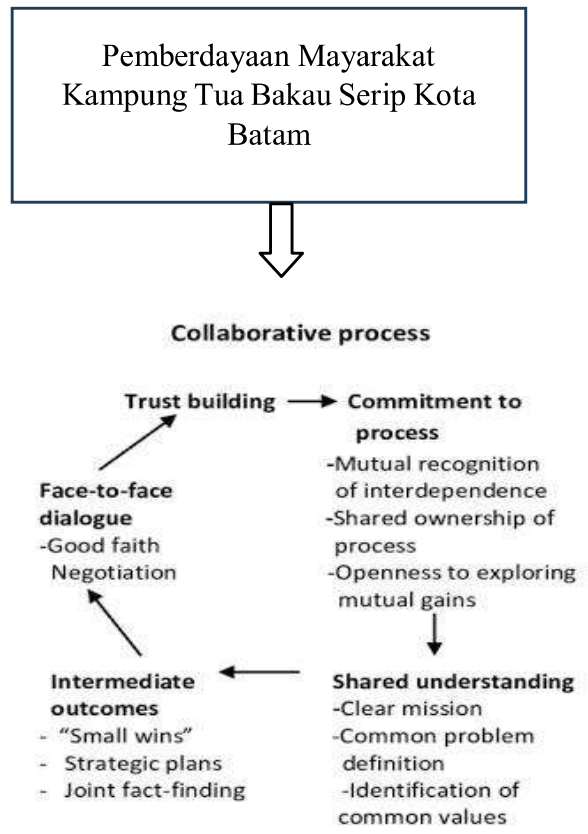 Pemberdayaan Mayarakat
Kampung Tua Bakau Serip Kota
Batam
Collaborative process
Trust building
Commitment to
process
-Mutual recognition
of interdependence
-Shared ownership of
process
-Openness to exploring
mutual gains
Face-to-face
dialogue
-Good faith
Negotiation
Intermediate
outcomes
- “Small wins”
- Strategic plans
- Joint fact-finding
Shared understanding
-Clear mission
-Common problem
definition
-Identification of
common values